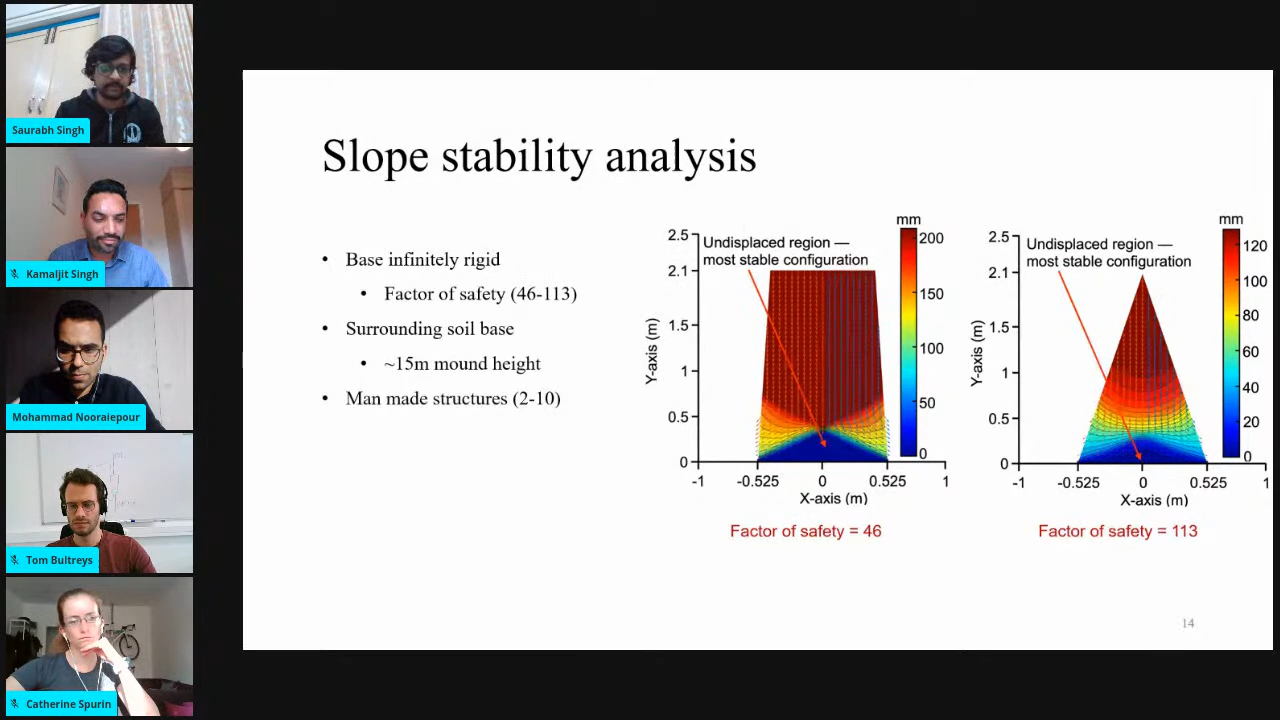 Saurabh Singh
Kamaljit Singh
Mohammad Nooraiepour
Tom Bultreys
Catherine Spurin
Slope stability analysis
• Base infinitely rigid
• Factor of safety (46-113)
• Surrounding soil base
• ~15m mound height
• Man made structures (2-10)
mm
200
150
100
50
0
2.5
2.1
1.5
1
0.5
0
Y-axis (m)
Undisplaced region —
most stable configuration
-1 -0.525 0 0.525 1
X-axis (m)
Factor of safety = 46
mm
120
100
80
60
40
20
0
2.5
2.1
1.5
1
0.5
0
Y-axis (m)
Undisplaced region —
most stable configuration
-1 -0.525 0 0.525 1
X-axis (m)
Factor of safety = 113
14